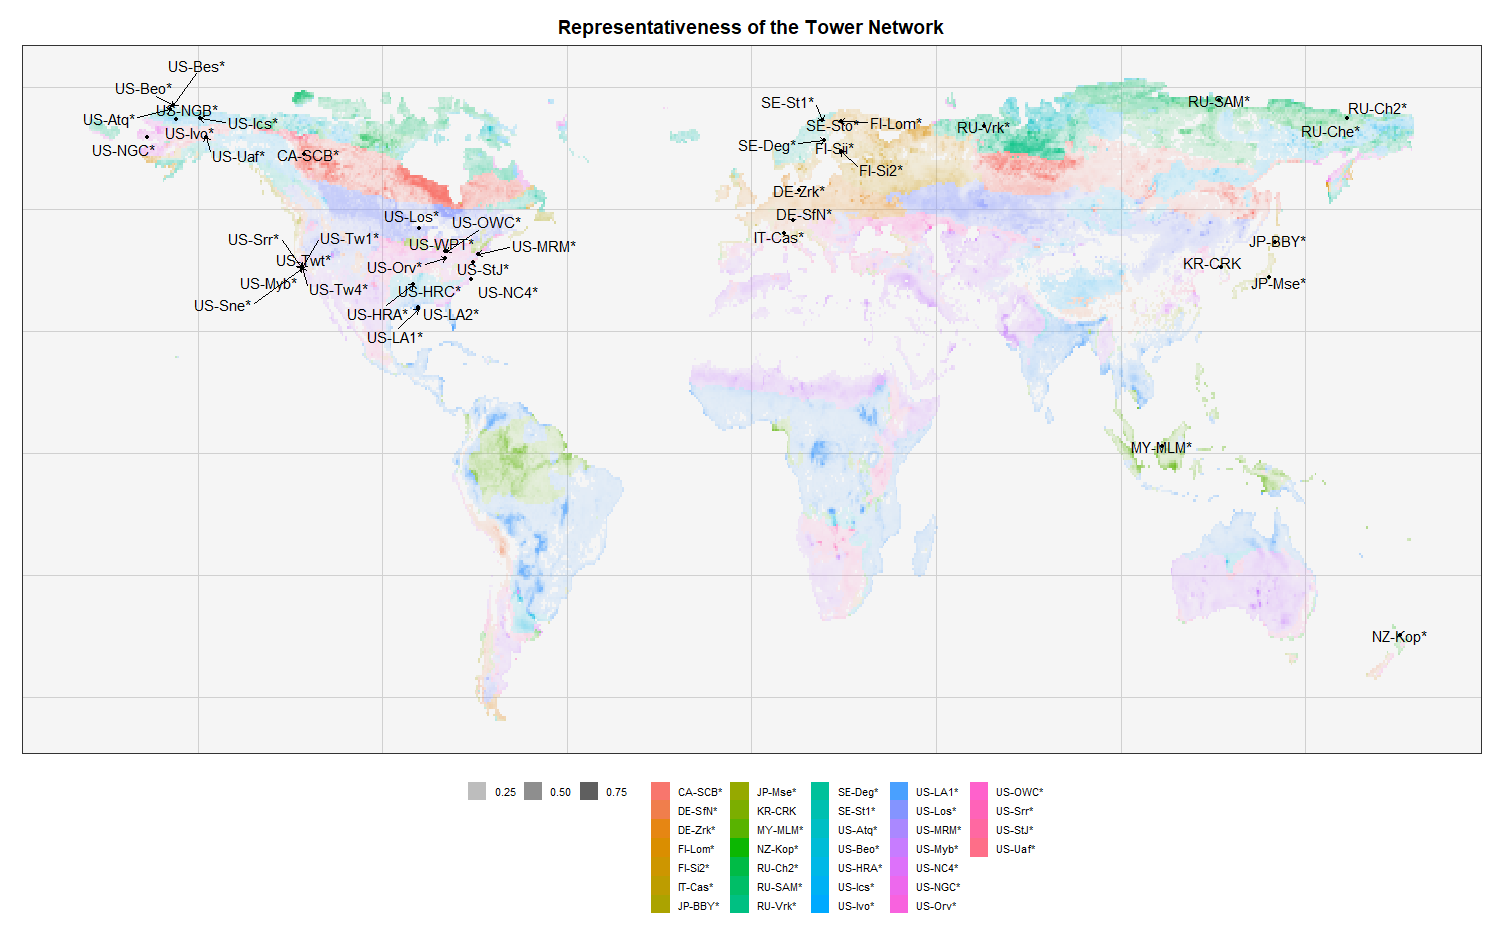 Representativeness of the Tower Network
US-Bes*
US-Beo*
US-NGB*
US-Atq*
US-Ics*
US-Ivo*
US-NGC*
US-Uaf*
CA-SCB*
SE-St1*
SE-Sto*
FI-Lom*
SE-Deg*
FI-Sii*
FI-Si2*
RU-Vrk*
RU-SAM*
RU-Ch2*
RU-Che*
DE-Zrk*
DE-SfN*
IT-Cas*
US-Los*
US-OWC*
US-WPT*
US-MRM*
US-Orv*
US-StJ*
US-NC4*
US-HRC*
US-HRA*
US-LA2*
US-LA1*
US-Srr*
US-Tw1*
US-Twt*
US-Myb*
US-Tw4*
US-Sne*
JP-BBY*
KR-CRK
JP-Mse*
MY-MLM*
NZ-Kop*
0.25 0.50 0.75
CA-SCB* JP-Mse* SE-Deg* US-LA1* US-OWC*
DE-SfN* KR-CRK SE-St1* US-Los* US-Srr*
DE-Zrk* MY-MLM* US-Atq* US-MRM* US-StJ*
FI-Lom* NZ-Kop* US-Beo* US-Myb* US-Uaf*
FI-Si2* RU-Ch2* US-HRA* US-NC4*
IT-Cas* RU-SAM* US-Ics* US-NGC*
JP-BBY* RU-Vrk* US-Ivo* US-Orv*